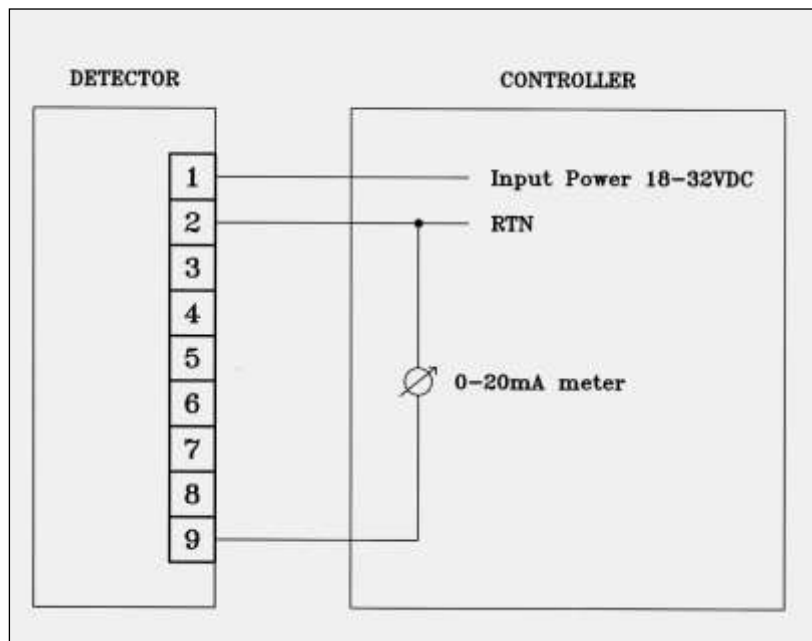 DETECTOR
CONTROLLER
1
Input Power 18-32VDC
2
RTN
3
4
5
0-20mA meter
6
7
8
9